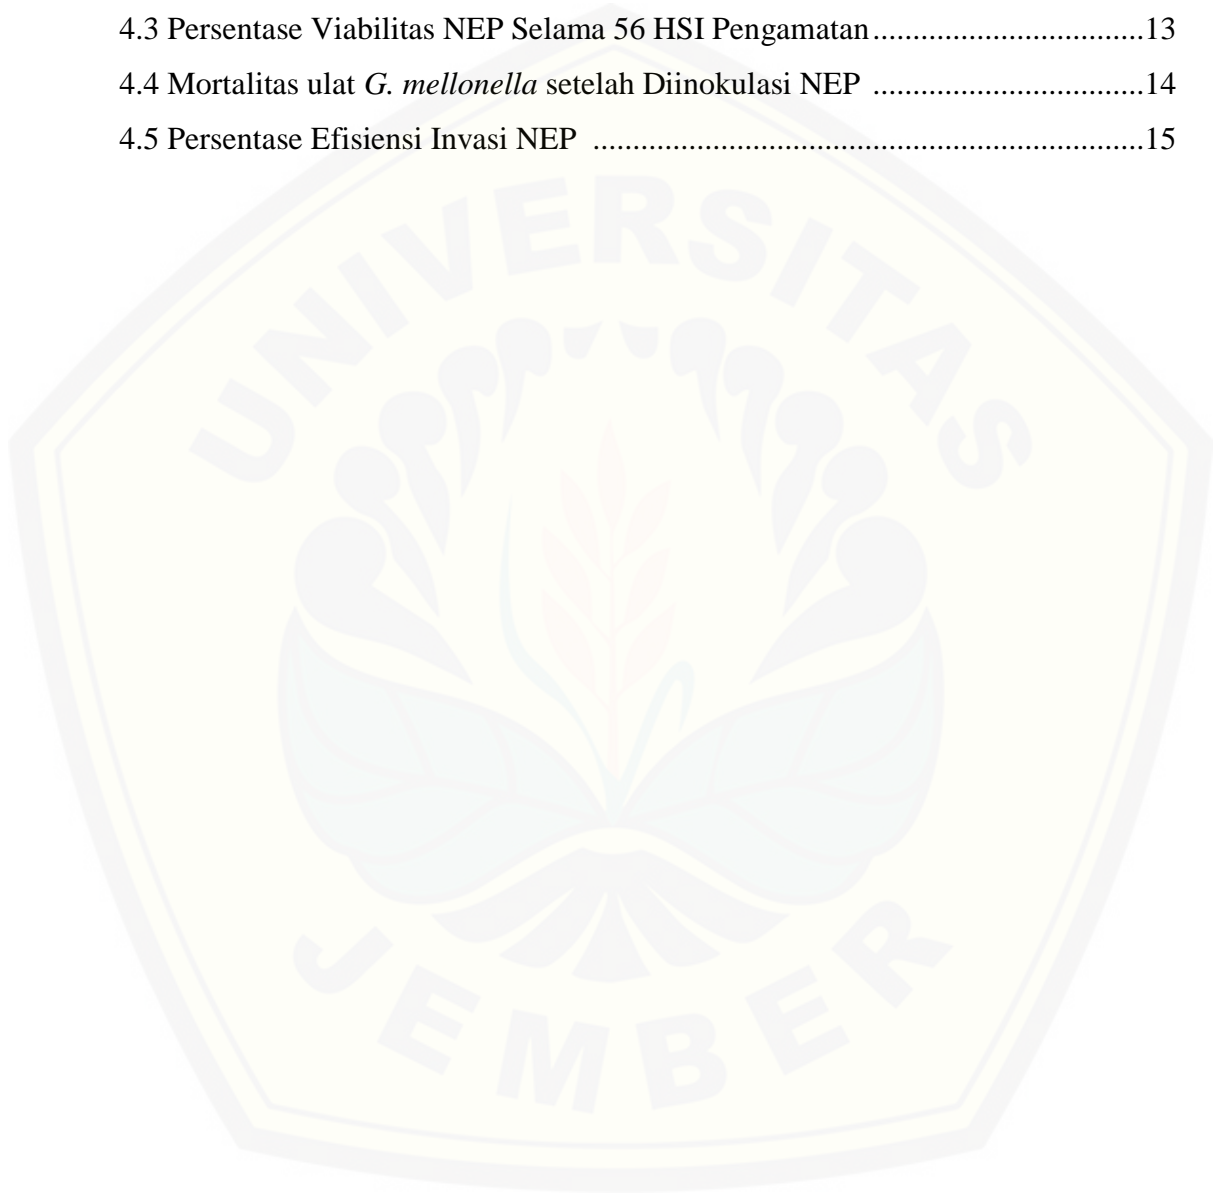 4.3 Persentase Viabilitas NEP Selama 56 HSI Pengamatan..................................13
4.4 Mortalitas ulat G. mellonella setelah Diinokulasi NEP ..................................14
4.5 Persentase Efisiensi Invasi NEP .....................................................................15
UNIVERSITAS
JEMBER